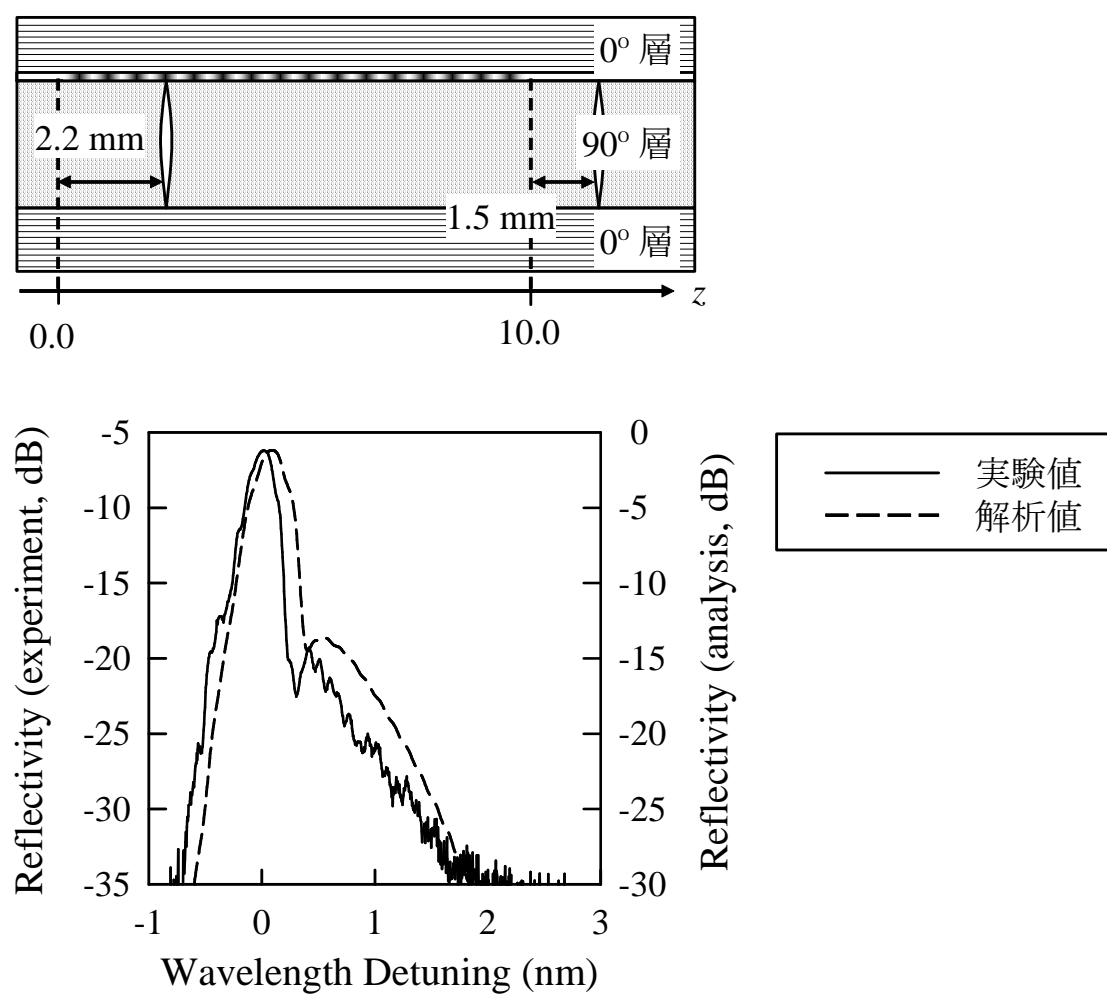 0° 層
2.2 mm
90° 層
1.5 mm
0° 層
z
0.0
10.0
Reflectivity (experiment, dB)
-5
-10
-15
-20
-25
-30
-35
0
-5
-10
-15
-20
-25
-30
Reflectivity (analysis, dB)
-1
0
1
2
3
Wavelength Detuning (nm)
実験値
解析値